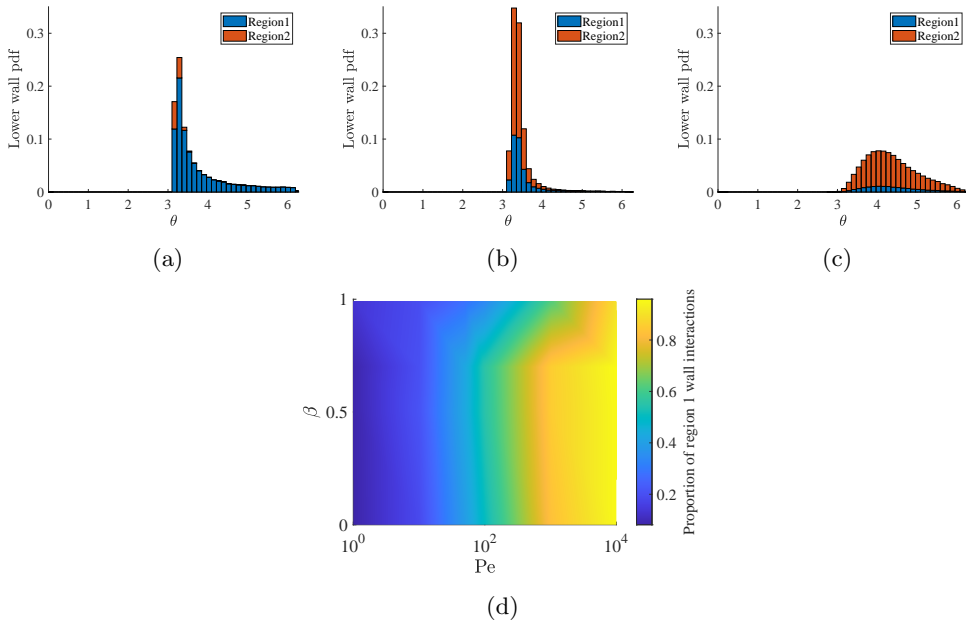 Lower wall pdf
0.3
0.2
0.1
0
0 1 2 3 4 5 6
θ
Region1
Region2
(a)
Lower wall pdf
0.3
0.2
0.1
0
0 1 2 3 4 5 6
θ
Region1
Region2
(b)
Lower wall pdf
0.3
0.2
0.1
0
0 1 2 3 4 5 6
θ
Region1
Region2
(c)
β
1
0.5
0
10^0 10^2 10^4
Pe
0.8
0.6
0.4
0.2
Proportion of region 1 wall interactions
(d)